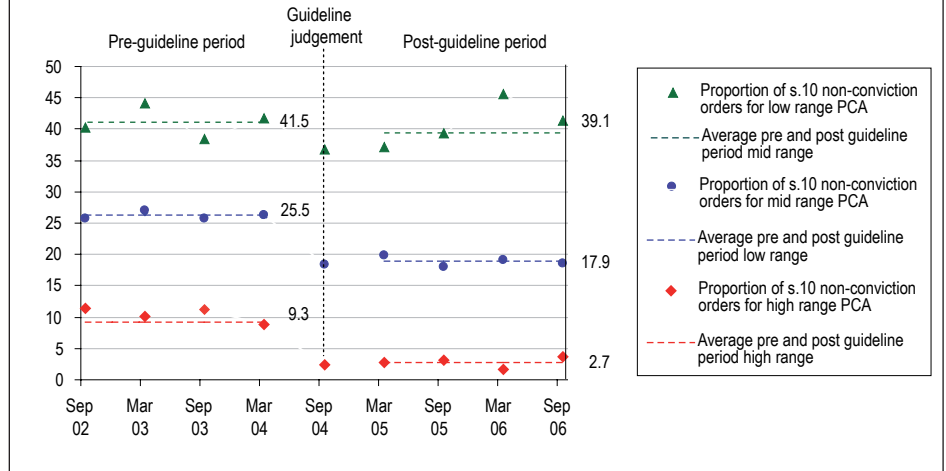 Guideline
judgement
Pre-guideline period
Post-guideline period
50
45
40
35
30
25
20
15
10
5
0
41.5
39.1
25.5
17.9
9.3
2.7
Sep Mar Sep Mar Sep Mar Sep Mar Sep
02 03 03 04 04 05 05 06 06
Proportion of s.10 non-conviction
orders for low range PCA
Average pre and post guideline
period mid range
Proportion of s.10 non-conviction
orders for mid range PCA
Average pre and post guideline
period low range
Proportion of s.10 non-conviction
orders for high range PCA
Average pre and post guideline
period high range